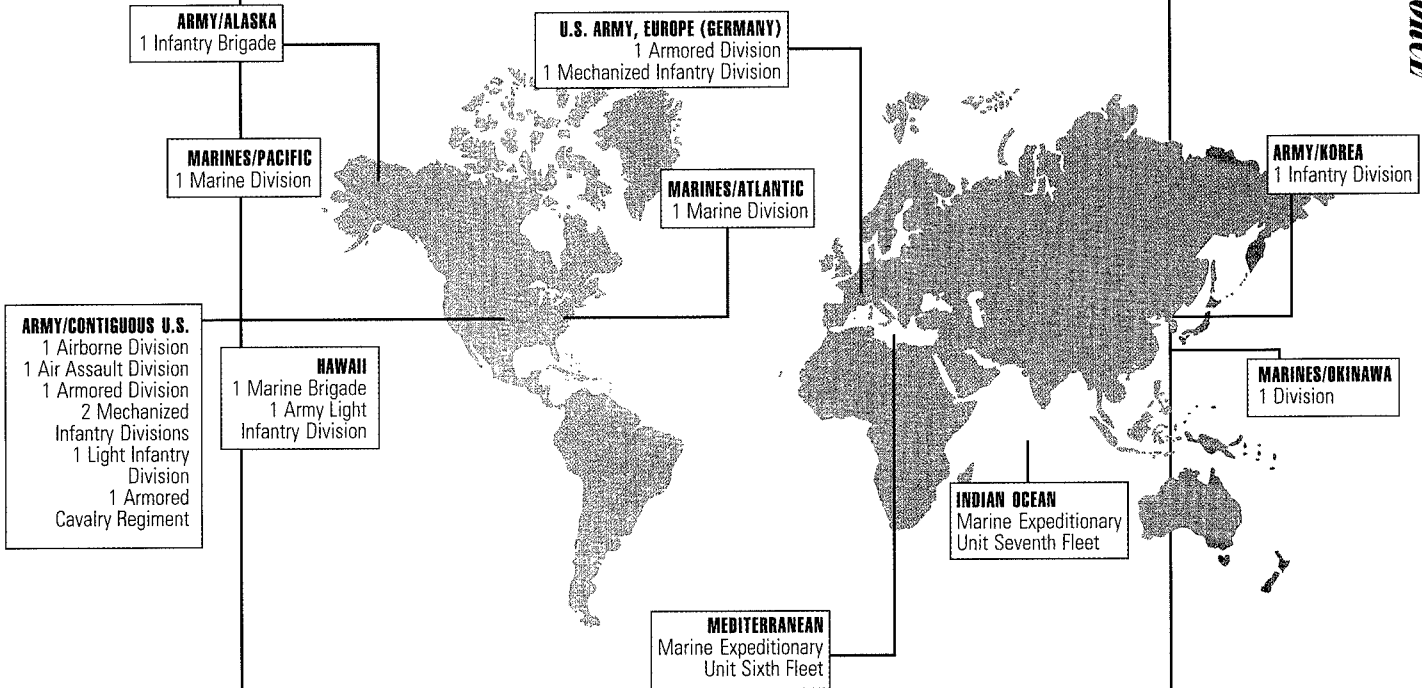 ARMY/ALASKA
1 Infantry Brigade
U.S. ARMY, EUROPE (GERMANY)
1 Armored Division
1 Mechanized Infantry Division
MARINES/PACIFIC
1 Marine Division
MARINES/ATLANTIC
1 Marine Division
ARMY/KOREA
1 Infantry Division
ARMY/CONTIGUOUS U.S.
1 Airborne Division
1 Air Assault Division
1 Armored Division
2 Mechanized
Infantry Divisions
1 Light Infantry
Division
1 Armored
Cavalry Regiment
HAWAII
1 Marine Brigade
1 Army Light
Infantry Division
MARINES/OKINAWA
1 Division
INDIAN OCEAN
Marine Expeditionary
Unit Seventh Fleet
MEDITERRANEAN
Marine Expeditionary
Unit Sixth Fleet